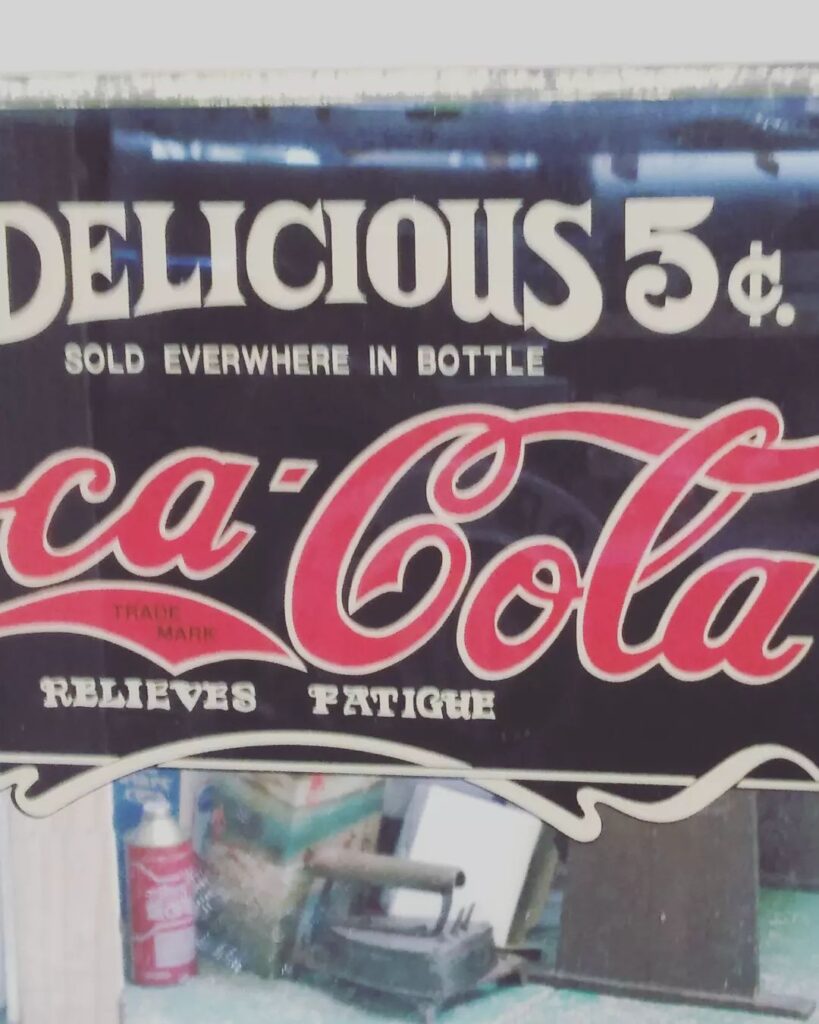 DELICIOUS 5¢.
SOLD EVERWHERE IN BOTTLE
ca-Cola
TRADE
MARK
RELIEVES FATIGUE